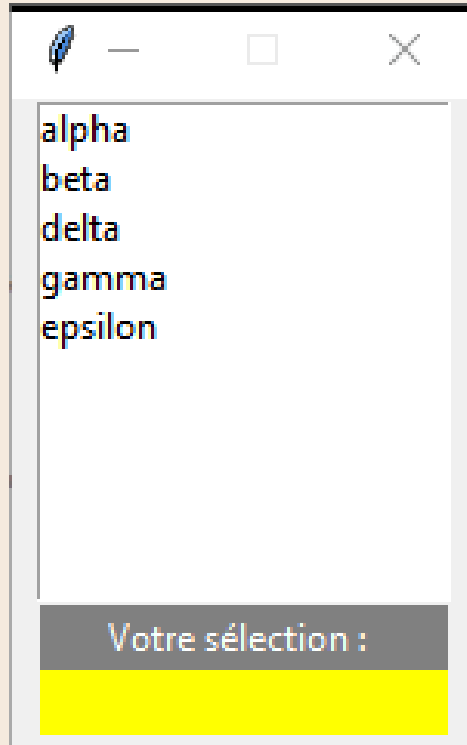 alpha
beta
delta
gamma
epsilon
Votre sélection :